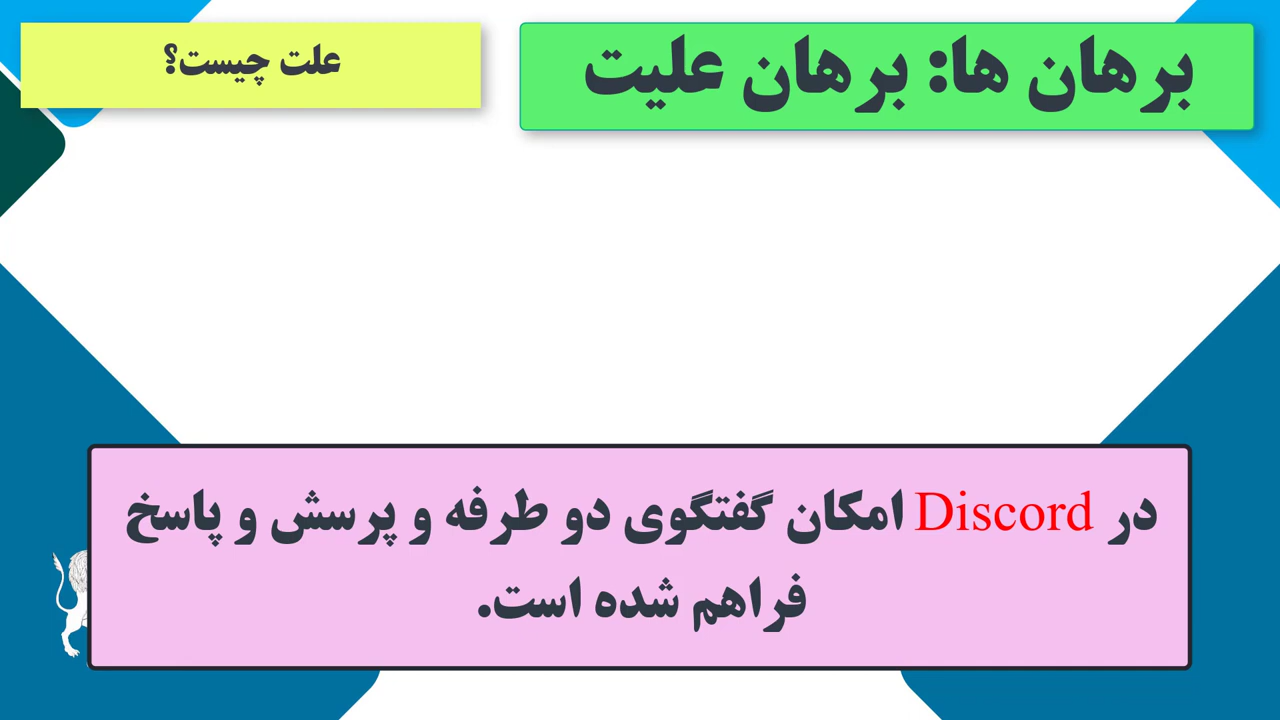 برهان ها: برهان علیت
علت چیست؟
در Discord امکان گفتگوی دو طرفه و پرسش و پاسخ
فراهم شده است.